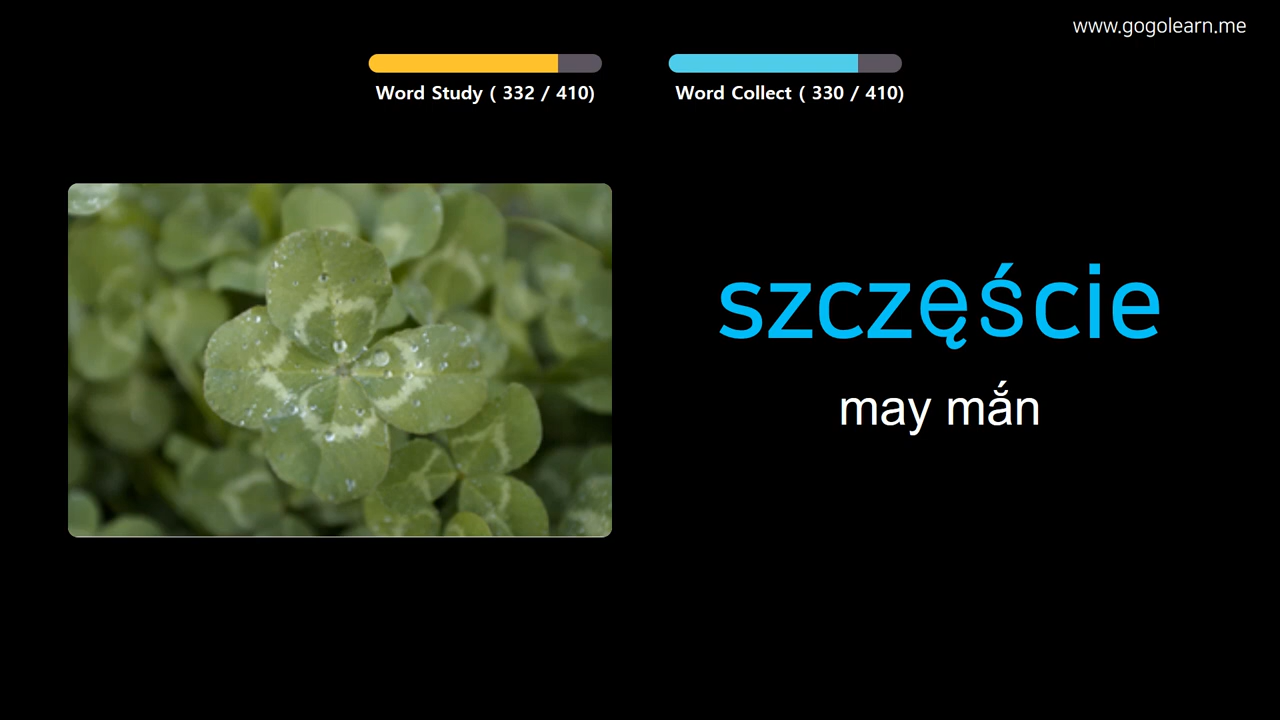 www.gogolearn.me
Word Study ( 332 / 410)
Word Collect ( 330 / 410)
szczęście
may mắn